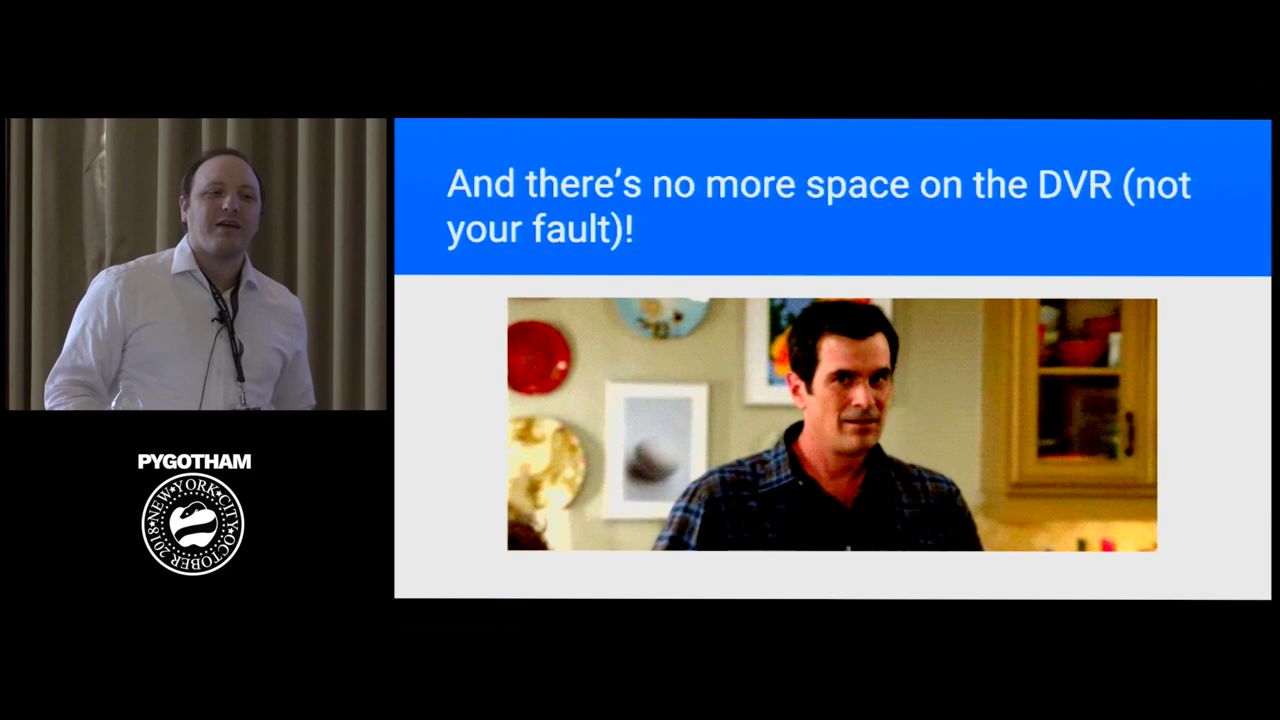 And there's no more space on the DVR (not
your fault)!
PYGOTHAM
NEW·YORK·CITY·OCTOBER 2018